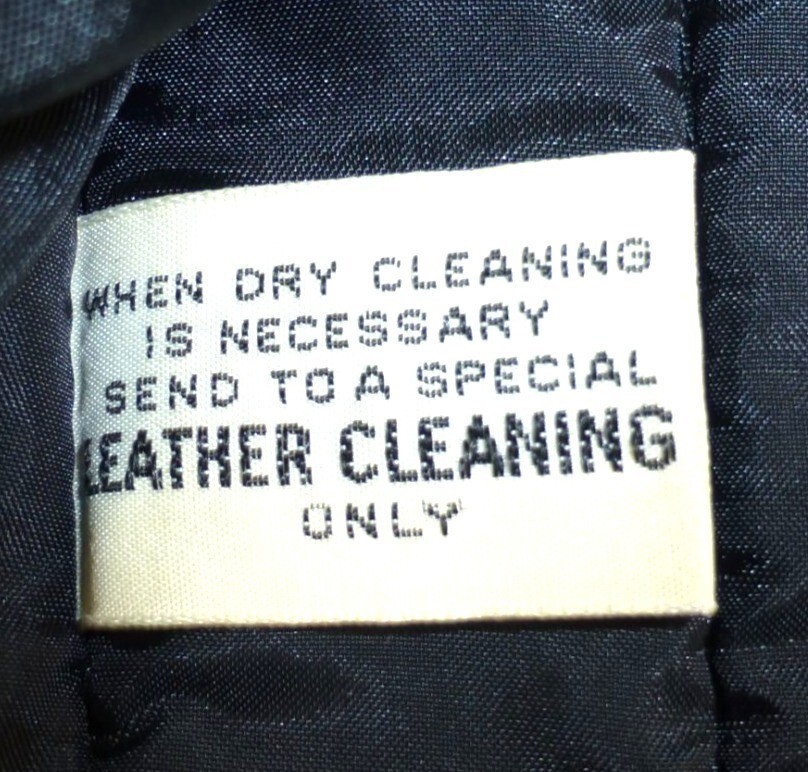 WHEN DRY CLEANING
IS NECESSARY
SEND TO A SPECIAL
LEATHER CLEANING
ONLY